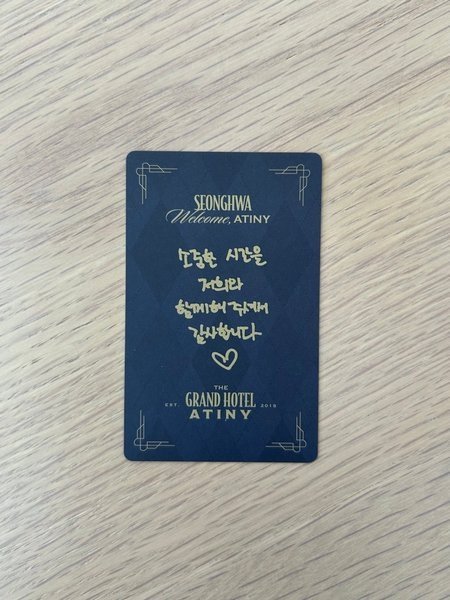 SEONGHWA
Welcome, ATINY
소중한 시간을
저희와
함께해 주셔서
감사합니다
♡
THE
EST. GRAND HOTEL 2018
ATINY